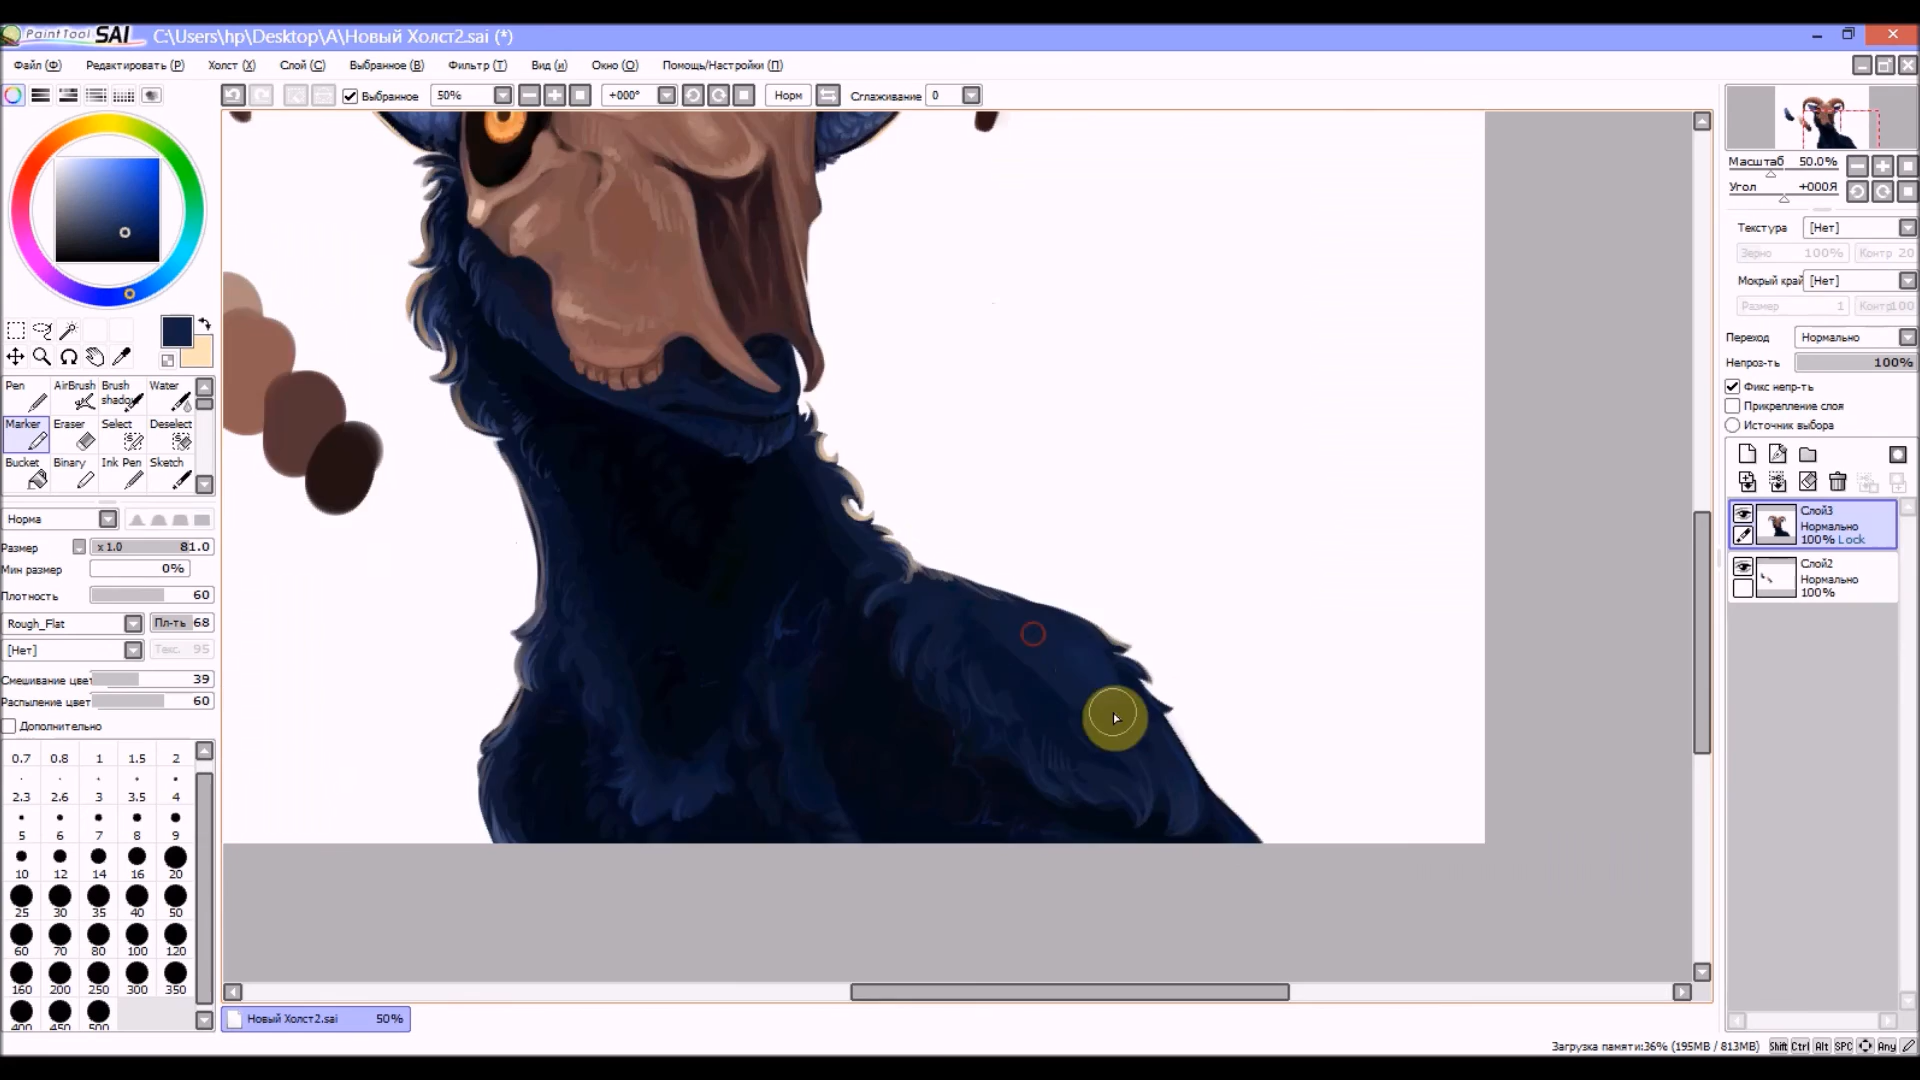 PaintTool SAI C:\Users\hp\Desktop\A\Новый Холст2.sai (*)
Файл (Ф) Редактировать (Р) Холст (Х) Слой (С) Выбранное (В) Фильтр (Т) Вид (и) Окно (О) Помощь/Настройки (П)
Выбранное 50% +000° Норм Сглаживание 0
Масштаб 50.0%
Угол +000Я
Текстура [Нет]
Зерно 100% Контр 20
Мокрый край [Нет]
Размер 1 Контр100
Переход Нормально
Непроз-ть 100%
Фикс непр-ть
Прикрепление слоя
Источник выбора
Слой3
Нормально
100% Lock
Слой2
Нормально
100%
Pen AirBrush Brush shadow Water
Marker Eraser Select Deselect
Bucket Binary Ink Pen Sketch
Норма
Размер x 1.0 81.0
Мин размер 0%
Плотность 60
Rough_Flat Пл-ть 68
[Нет] Текс. 95
Смешивание цвет 39
Распыление цвет 60
Дополнительно
0.7 0.8 1 1.5 2
2.3 2.6 3 3.5 4
5 6 7 8 9
10 12 14 16 20
25 30 35 40 50
60 70 80 100 120
160 200 250 300 350
400 450 500
Новый Холст2.sai 50%
Загрузка памяти:36% (195MB / 813MB) Shift Ctrl Alt SPC Any